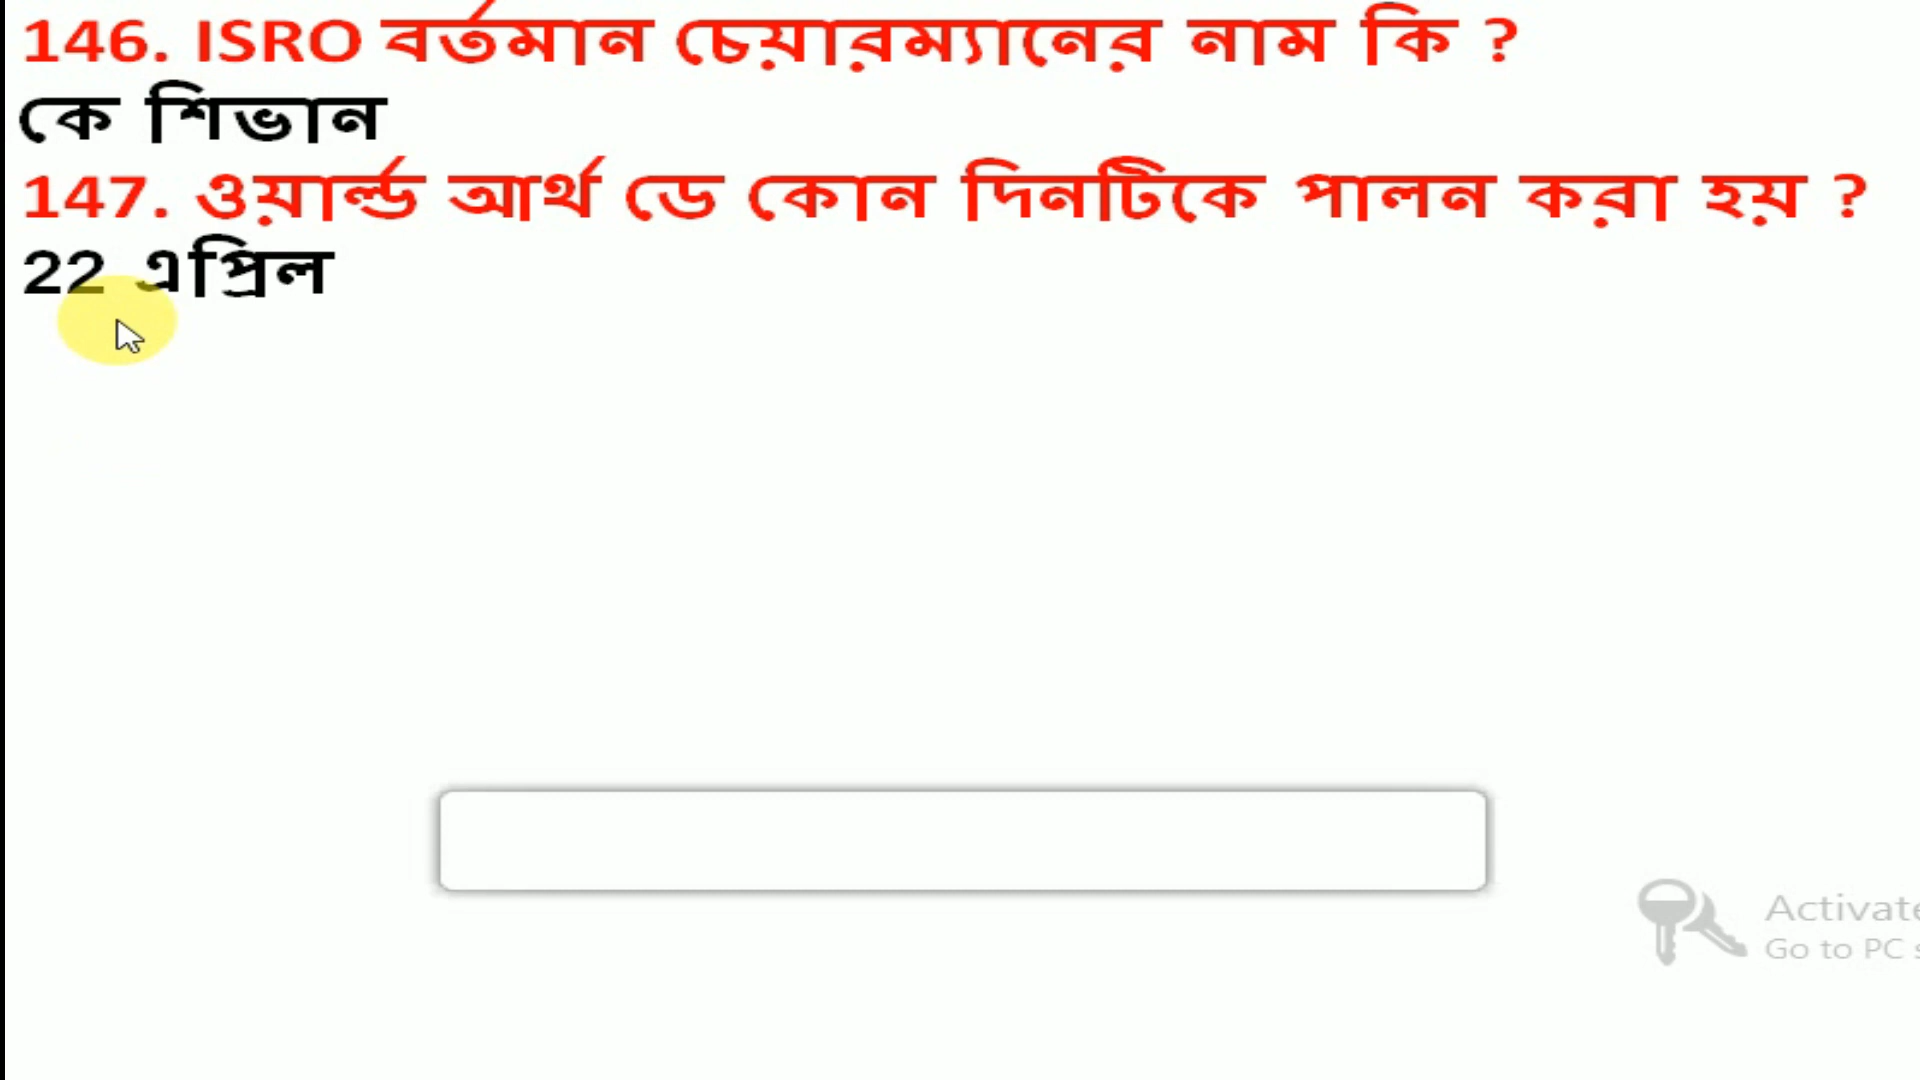 146. ISRO বর্তমান চেয়ারম্যানের নাম কি ?
কে শিভান
147. ওয়ার্ল্ড আর্থ ডে কোন দিনটিকে পালন করা হয় ?
22 এপ্রিল
Activate
Go to PC s